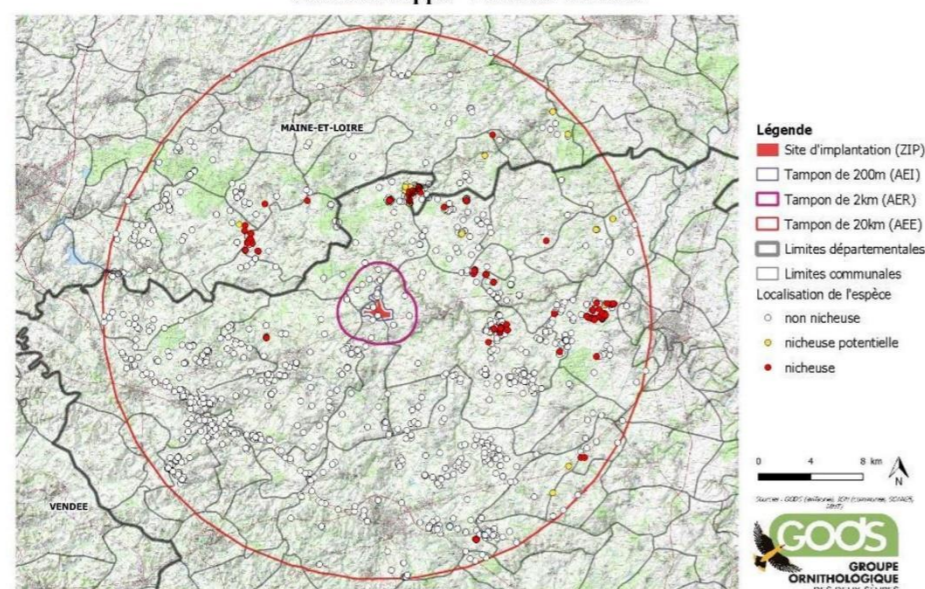 MAINE-ET-LOIRE
VENDEE
Légende
Site d'implantation (ZIP)
Tampon de 200m (AEI)
Tampon de 2km (AER)
Tampon de 20km (AEE)
Limites départementales
Limites communales
Localisation de l'espèce
non nicheuse
nicheuse potentielle
nicheuse
0 4 8 km
N
GODS
GROUPE
ORNITHOLOGIQUE